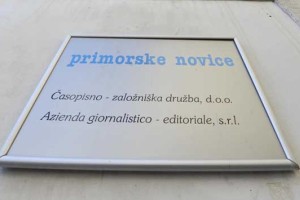 primorske novice
Časopisno - založniška družba, d.o.o.
Azienda giornalistico - editoriale, s.r.l.